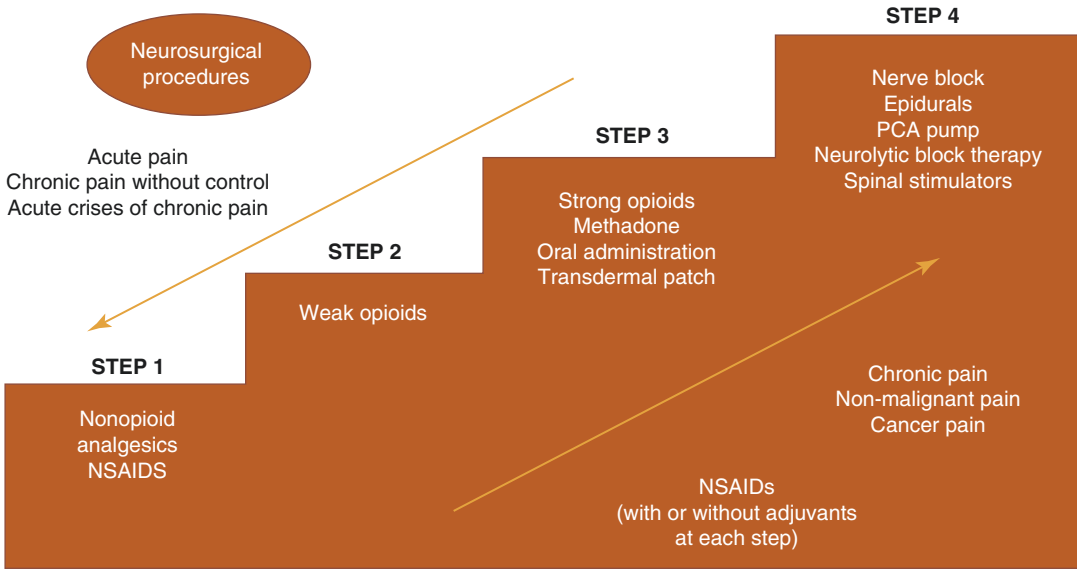 Neurosurgical
procedures
Acute pain
Chronic pain without control
Acute crises of chronic pain
STEP 1
Nonopioid
analgesics
NSAIDS
STEP 2
Weak opioids
STEP 3
Strong opioids
Methadone
Oral administration
Transdermal patch
STEP 4
Nerve block
Epidurals
PCA pump
Neurolytic block therapy
Spinal stimulators
Chronic pain
Non-malignant pain
Cancer pain
NSAIDs
(with or without adjuvants
at each step)